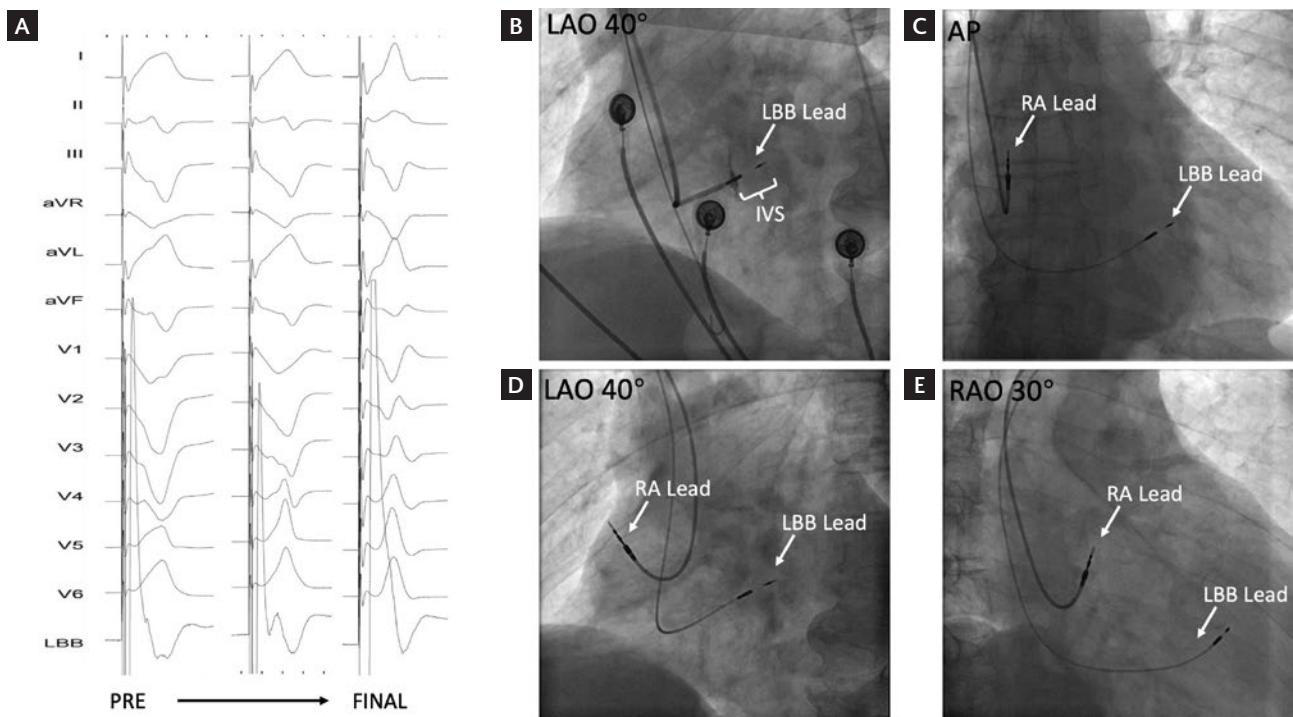 A
I
II
III
aVR
aVL
aVF
V1
V2
V3
V4
V5
V6
LBB
PRE
FINAL
B
LAO 40°
LBB Lead
IVS
C
AP
RA Lead
LBB Lead
D
LAO 40°
RA Lead
LBB Lead
E
RAO 30°
RA Lead
LBB Lead